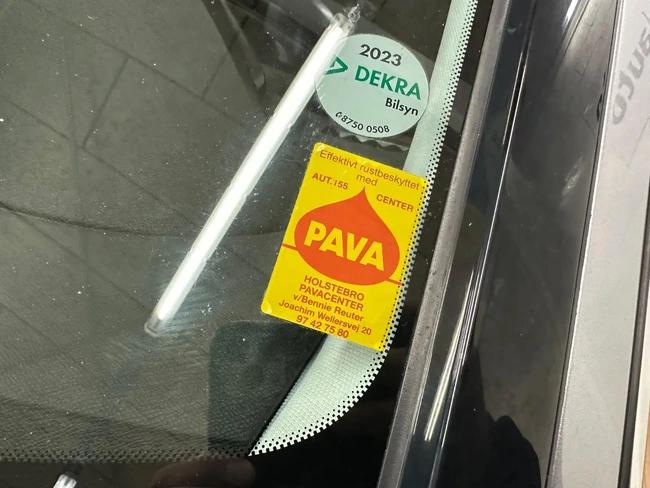 2023
DEKRA
Bilsyn
08750 0508
Effektivt rustbeskyttet
med
AUT. 155
CENTER
PAVA
HOLSTEBRO
PAVACENTER
v/Bennie Reuter
Joachim Wellersvej 20
97 42 75 80
auto